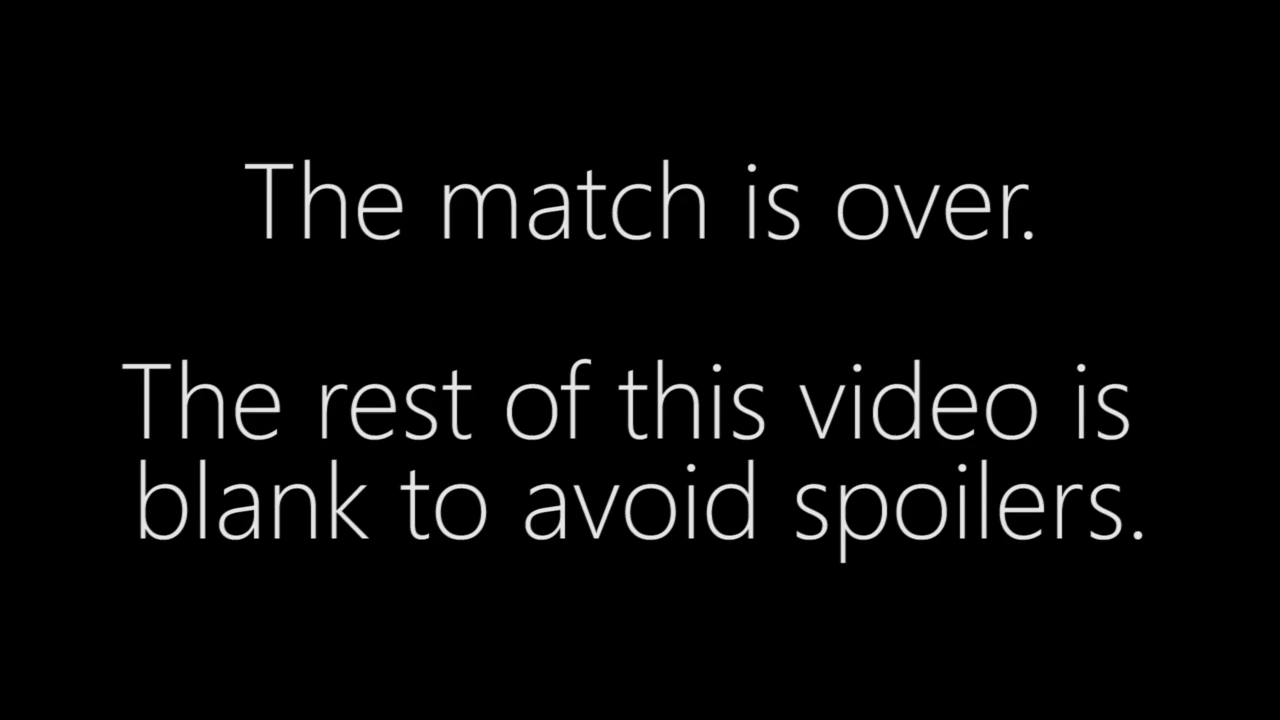 The match is over.
The rest of this video is
blank to avoid spoilers.